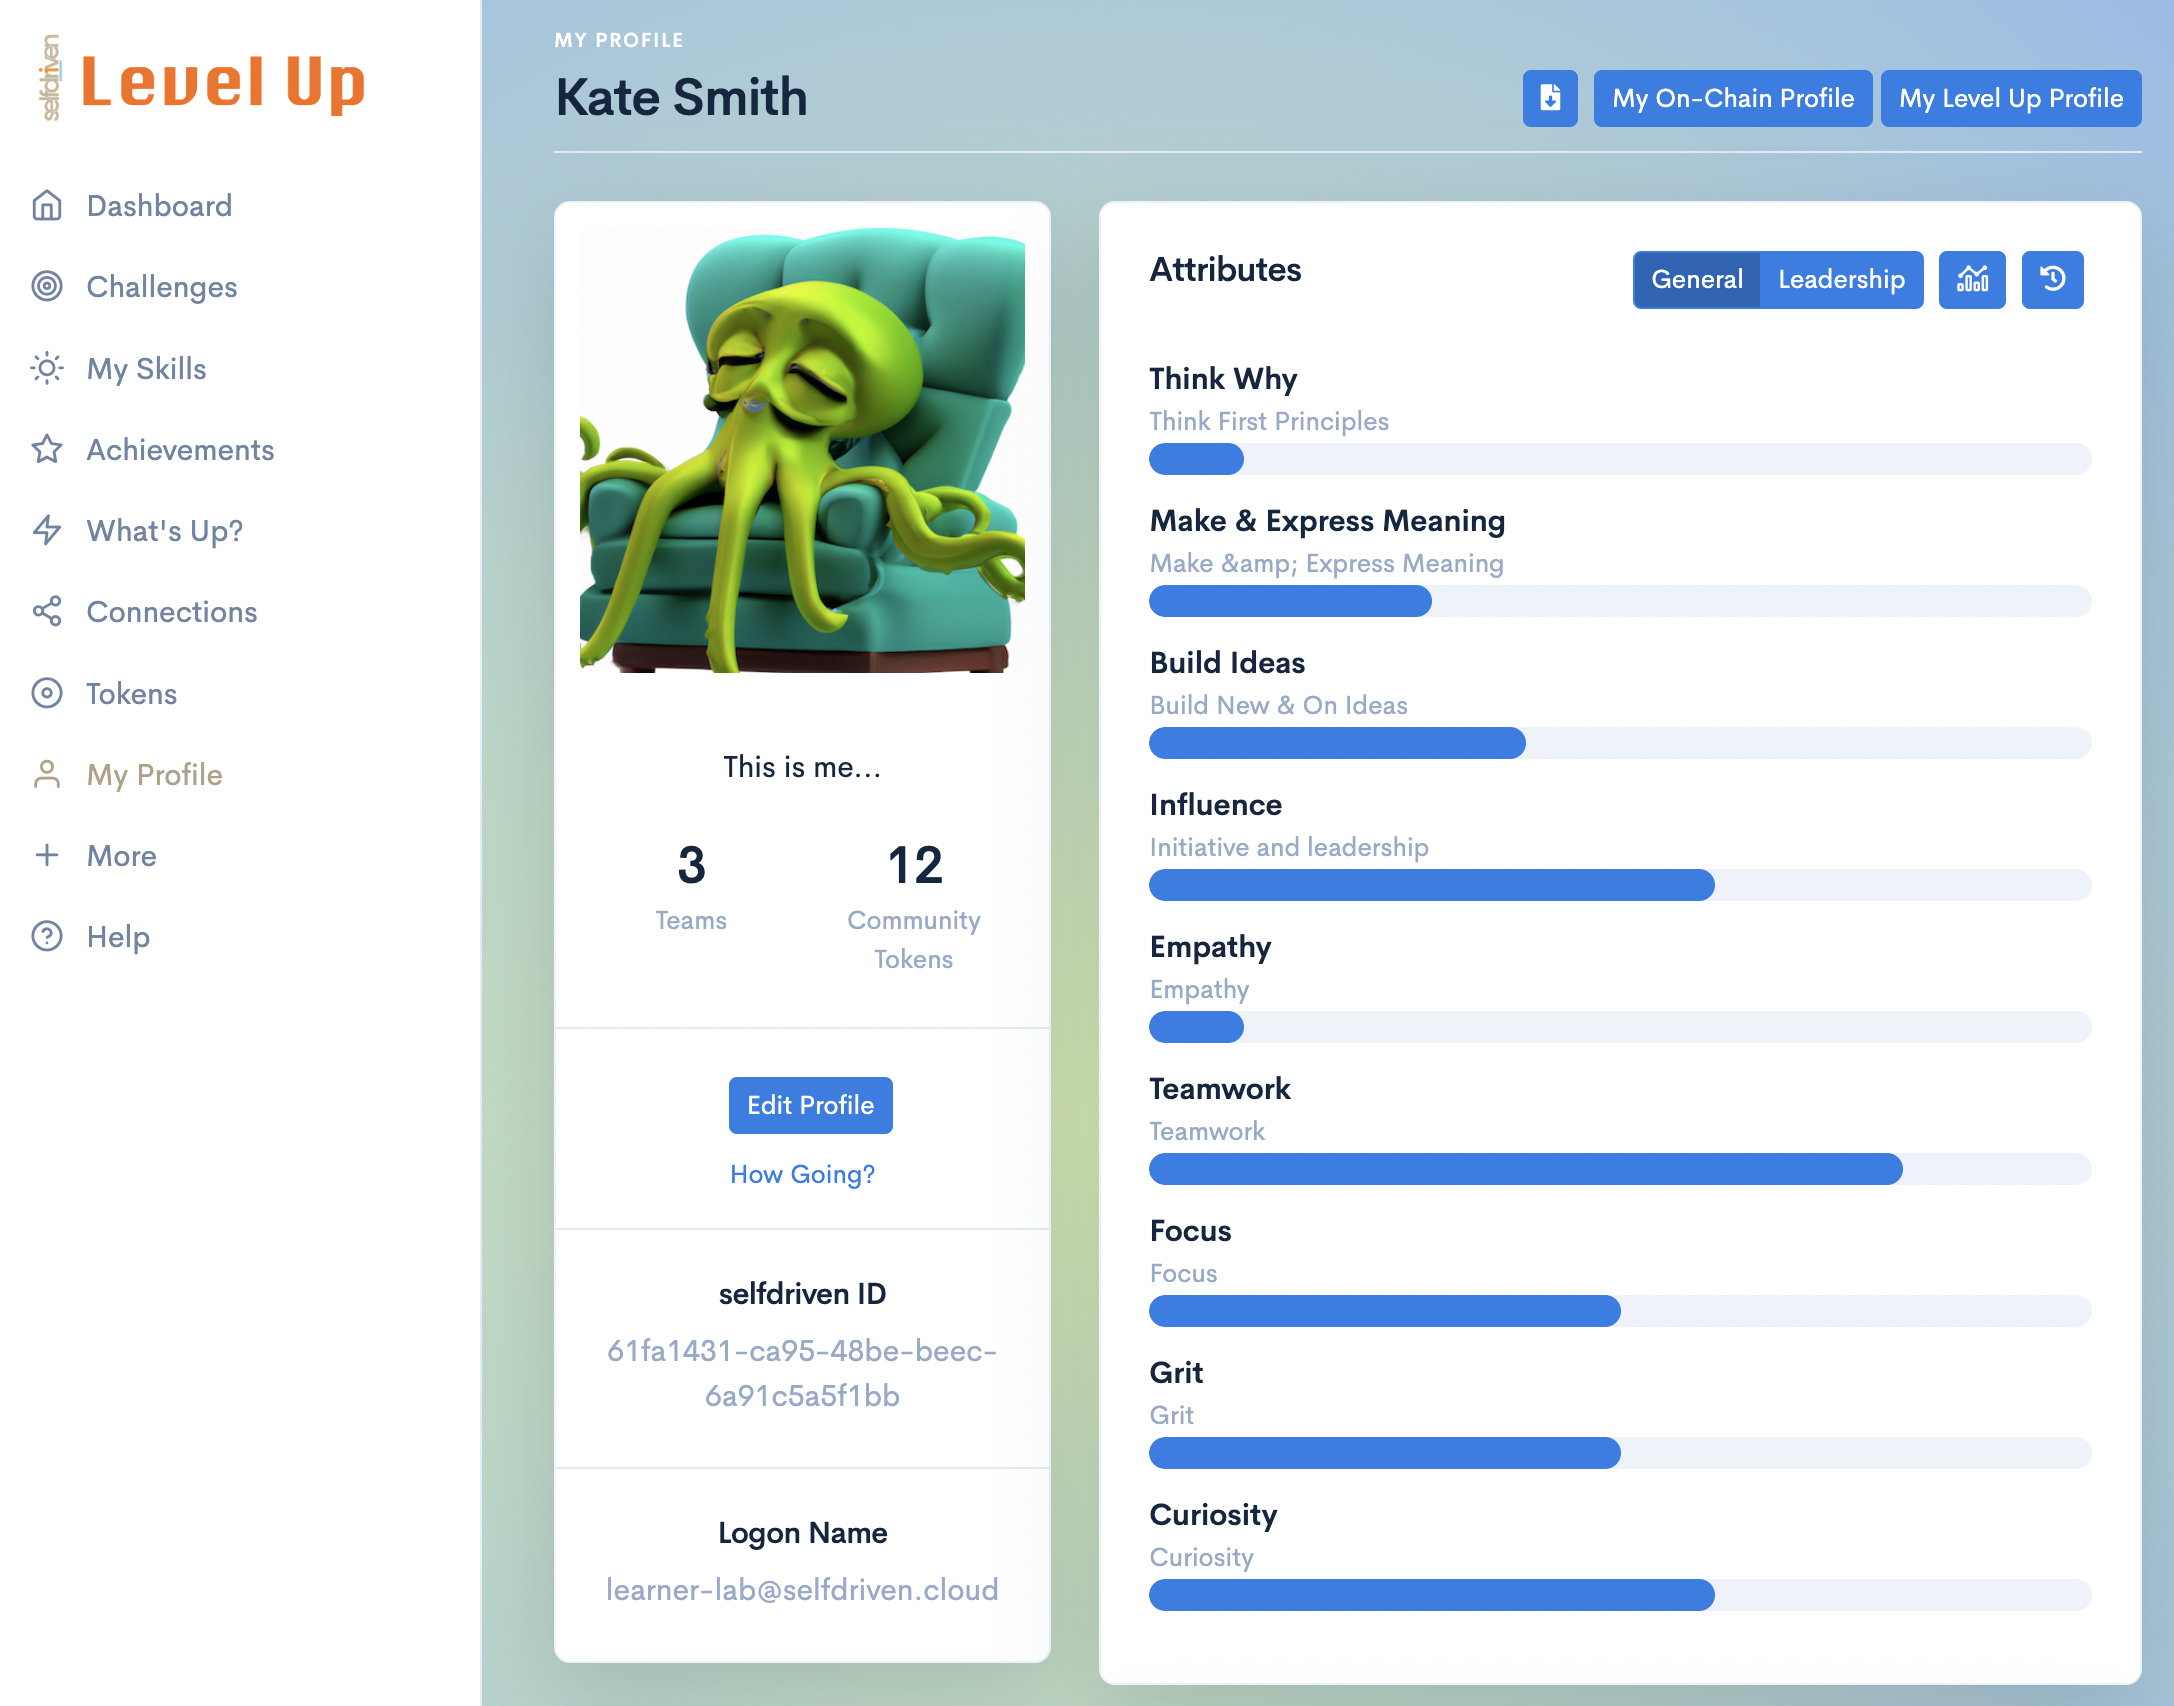 selfdriven
Level Up
Dashboard
Challenges
My Skills
Achievements
What's Up?
Connections
Tokens
My Profile
More
Help
MY PROFILE
Kate Smith
My On-Chain Profile
My Level Up Profile
This is me...
3
Teams
12
Community
Tokens
Edit Profile
How Going?
selfdriven ID
61fa1431-ca95-48be-beec-
6a91c5a5f1bb
Logon Name
learner-lab@selfdriven.cloud
Attributes
General
Leadership
Think Why
Think First Principles
Make & Express Meaning
Make &amp; Express Meaning
Build Ideas
Build New & On Ideas
Influence
Initiative and leadership
Empathy
Empathy
Teamwork
Teamwork
Focus
Focus
Grit
Grit
Curiosity
Curiosity